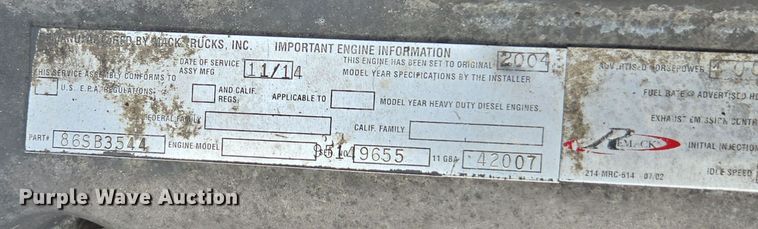 MANUFACTURED BY MACK TRUCKS, INC. IMPORTANT ENGINE INFORMATION
DATE OF SERVICE ASSY MFG 11/14 THIS ENGINE HAS BEEN SET TO ORIGINAL 2004
MODEL YEAR SPECIFICATIONS BY THE INSTALLER
THIS SERVICE ASSEMBLY CONFORMS TO
U.S. E.P.A. REGULATIONS. AND CALIF. REGS. APPLICABLE TO MODEL YEAR HEAVY DUTY DIESEL ENGINES.
FEDERAL FAMILY CALIF. FAMILY
PART# 86SB3544 ENGINE MODEL 9655 11 GBA 42007
ADVERTISED HORSEPOWER
FUEL RATE @ ADVERTISED
EXHAUST EMISSION
REMACK INITIAL INJECTION
214-MRC-514 07/02 IDLE SPEED
Purple Wave Auction